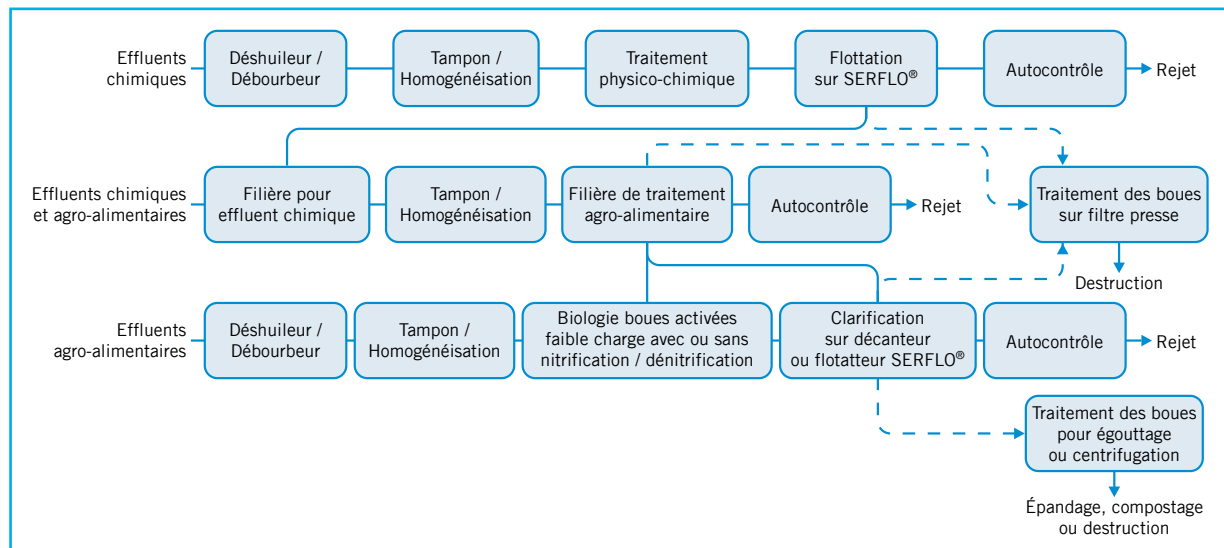 Effluents
chimiques
Déshuileur /
Débourbeur
Tampon /
Homogénéisation
Traitement
physico-chimique
Flottation
sur SERFLO®
Autocontrôle
Rejet
Effluents chimiques
et agro-alimentaires
Filière pour
effluent chimique
Tampon /
Homogénéisation
Filière de traitement
agro-alimentaire
Autocontrôle
Rejet
Traitement des boues
sur filtre presse
Destruction
Effluents
agro-alimentaires
Déshuileur /
Débourbeur
Tampon /
Homogénéisation
Biologie boues activées
faible charge avec ou sans
nitrification / dénitrification
Clarification
sur décanteur
ou flotatteur SERFLO®
Autocontrôle
Rejet
Traitement des boues
pour égouttage
ou centrifugation
Épandage, compostage
ou destruction